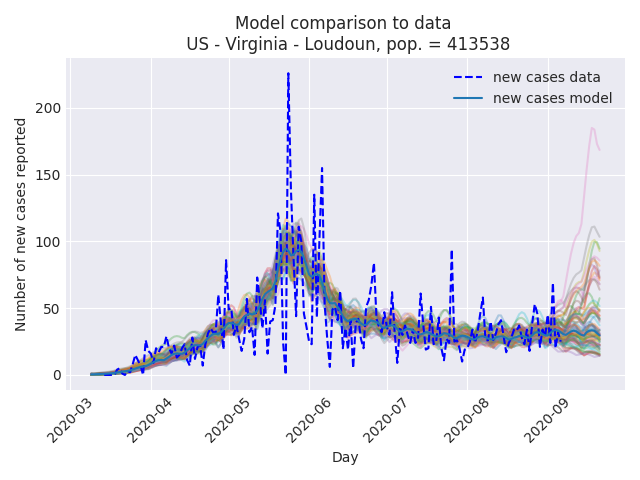 Model comparison to data
US - Virginia - Loudoun, pop. = 413538
new cases data
new cases model
Number of new cases reported
200
150
100
50
0
2020-03
2020-04
2020-05
2020-06
2020-07
2020-08
2020-09
Day